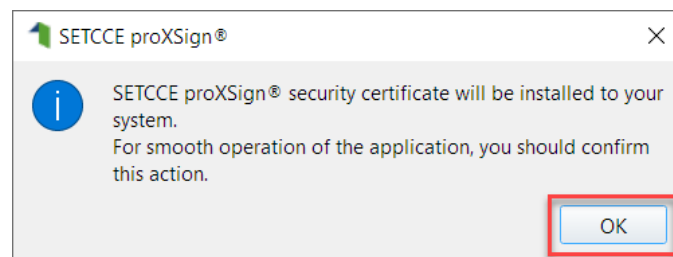 SETCCE proXSign®
SETCCE proXSign® security certificate will be installed to your
system.
For smooth operation of the application, you should confirm
this action.
OK